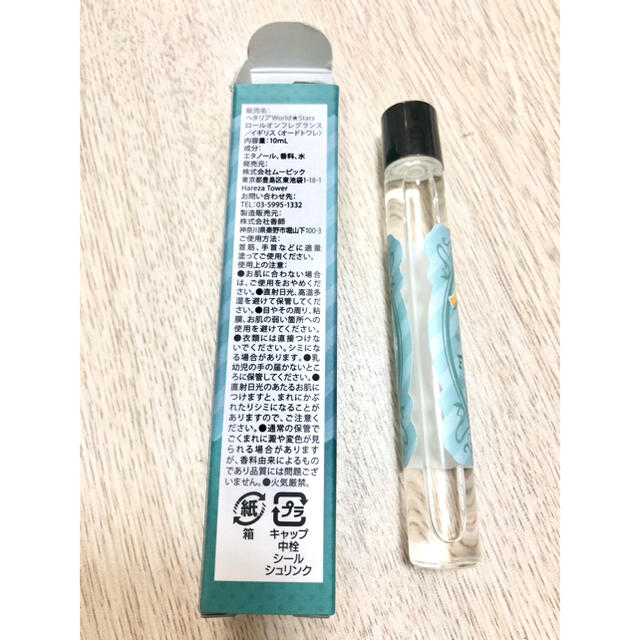 販売名：
ヘタリアWorld★Stars
ロールオンフレグランス
／イギリス〈オードトワレ〉
内容量：10mL
成分：
エタノール、香料、水
発売元：
株式会社ムービック
東京都豊島区東池袋1-18-1
Hareza Tower
お問い合わせ先：
TEL：03-5995-1332
製造販売元：
株式会社香師
神奈川県秦野市堀山下100-3
ご使用方法：
首筋、手首などに適量
塗ってご使用ください。
使用上の注意：
●お肌に合わない場合
は、ご使用をおやめくだ
さい。●直射日光、高温多
湿を避けて保管してくだ
さい。●目やその周り、粘
膜、お肌の弱い箇所への
使用を避けてください。
●衣類には直接つけな
いでください。シミにな
る場合があります。●乳
幼児の手の届かないとこ
ろに保管してください。●
直射日光のあたるお肌に
つけますと、まれにかぶ
れたりシミになることが
ありますので、ご注意くだ
さい。●通常の保管で
ごくまれに澱や変色が見
られる場合があります
が、香料由来によるもの
であり品質には問題ござ
いません。●火気厳禁。
紙
箱
プラ
キャップ
中栓
シール
シュリンク